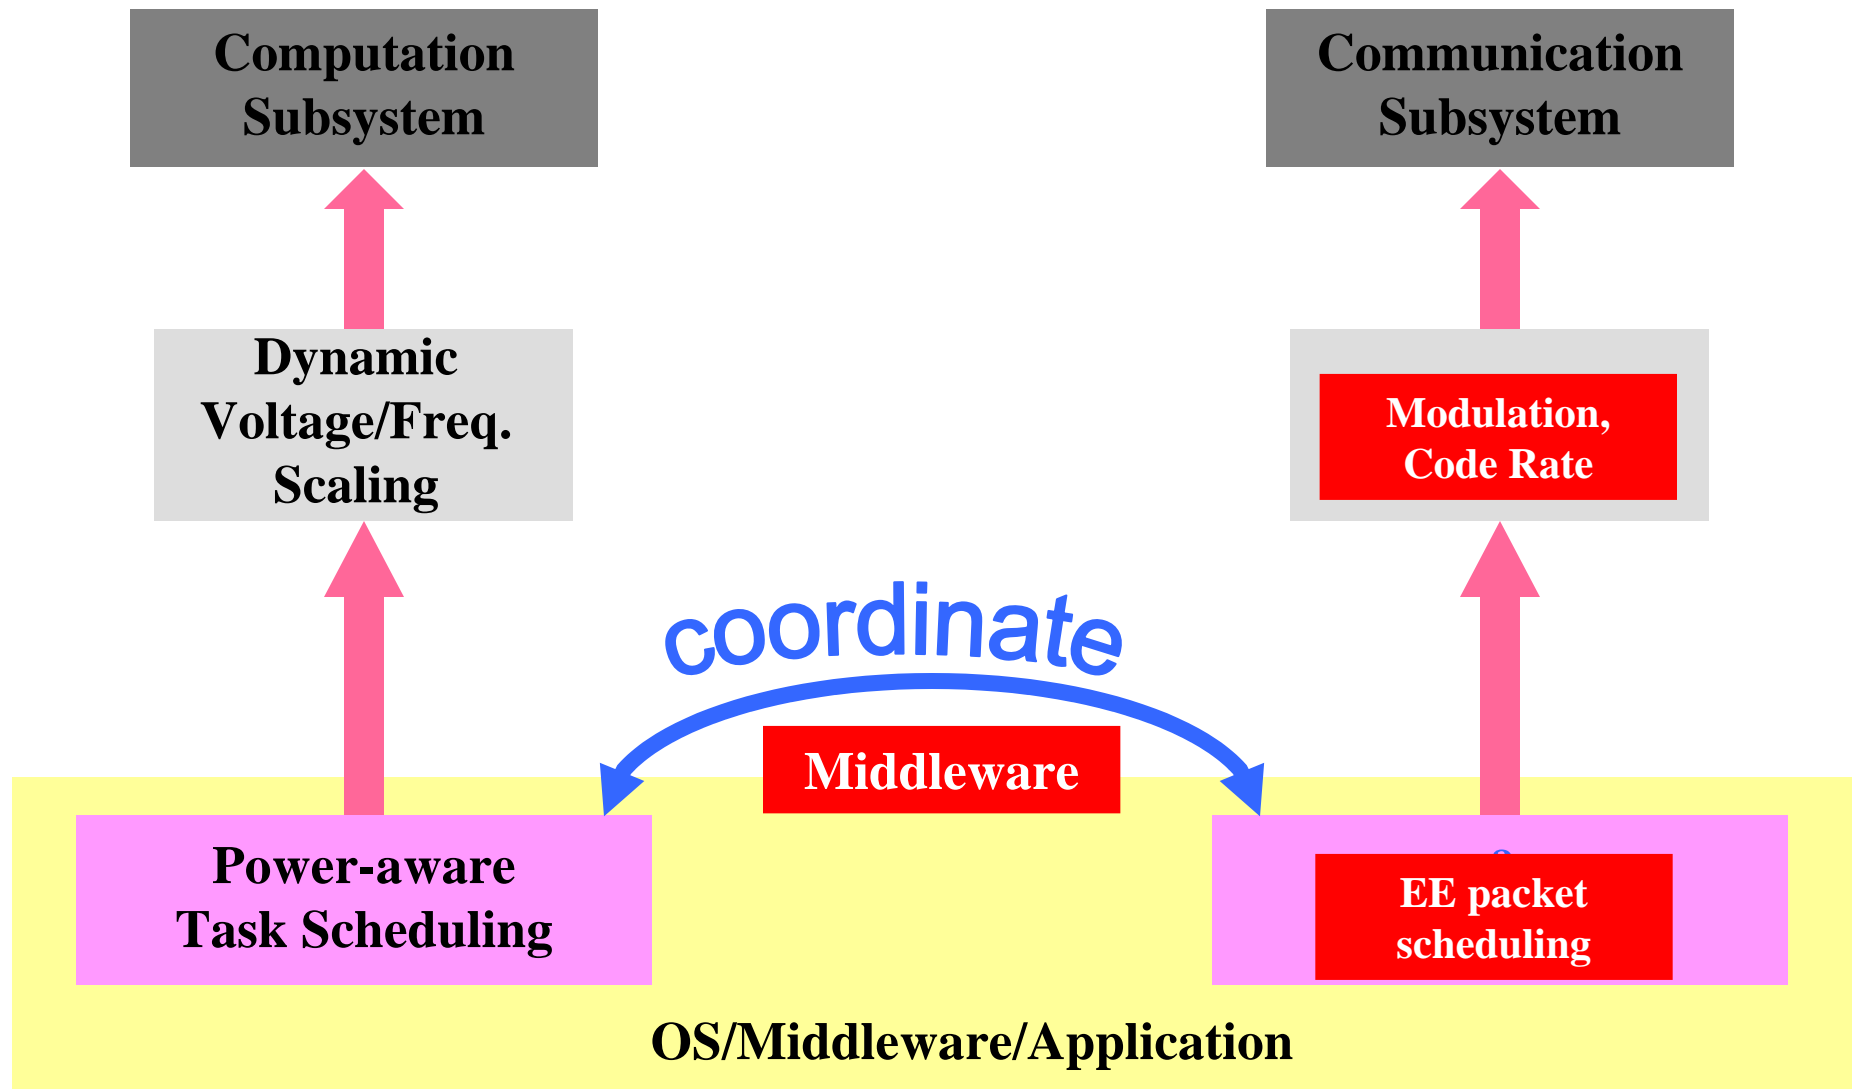 Computation
Subsystem
Communication
Subsystem
Dynamic
Voltage/Freq.
Scaling
Modulation,
Code Rate
coordinate
Middleware
Power-aware
Task Scheduling
EE packet
scheduling
OS/Middleware/Application